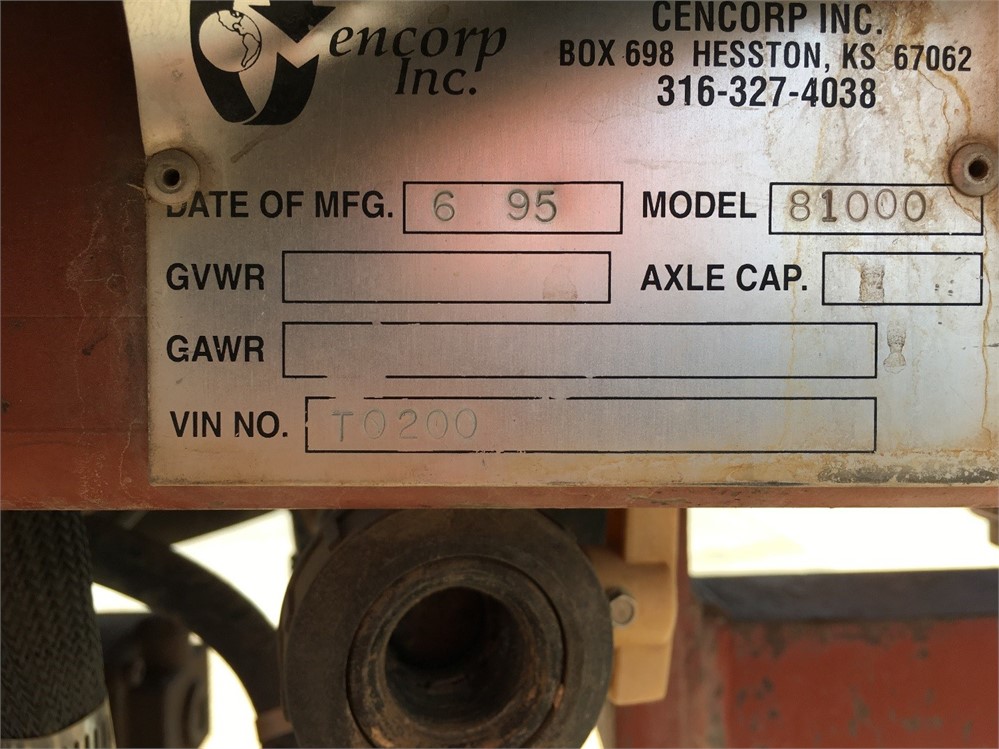 Cencorp
Inc.
CENCORP INC.
BOX 698 HESSTON, KS 67062
316-327-4038
DATE OF MFG. 6 95 MODEL 81000
GVWR AXLE CAP.
GAWR
VIN NO. T0200